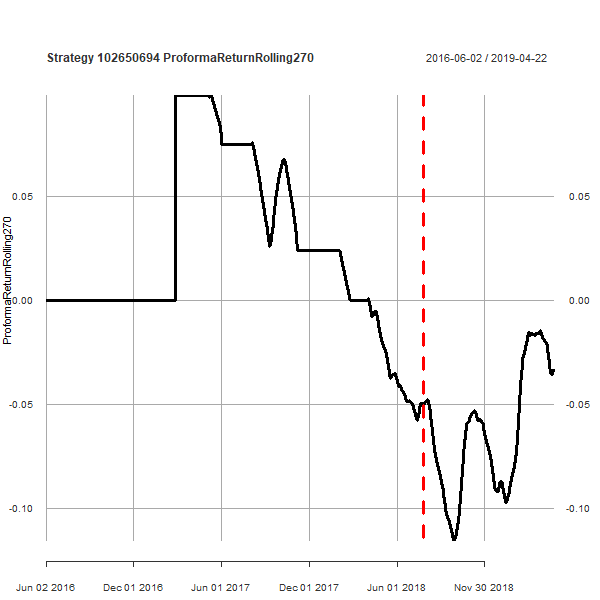 Strategy 102650694 ProformaReturnRolling270
2016-06-02 / 2019-04-22
ProformaReturnRolling270
0.05
0.00
-0.05
-0.10
0.05
0.00
-0.05
-0.10
Jun 02 2016
Dec 01 2016
Jun 01 2017
Dec 01 2017
Jun 01 2018
Nov 30 2018